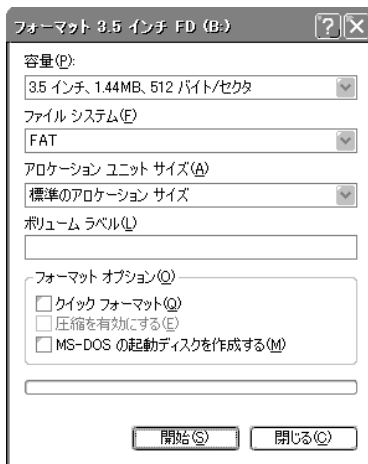 フォーマット 3.5 インチ FD (B:)
容量(P):
3.5 インチ、1.44MB、512 バイト/セクタ
ファイル システム(F)
FAT
アロケーション ユニット サイズ(A)
標準のアロケーション サイズ
ボリューム ラベル(L)
フォーマット オプション(O)
クイック フォーマット(Q)
圧縮を有効にする(E)
MS-DOS の起動ディスクを作成する(M)
開始(S)
閉じる(C)